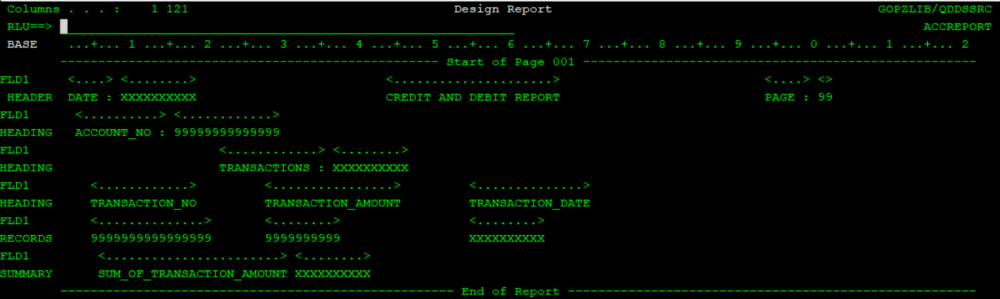 Columns . . . :    1 121                                   Design Report                                           GOPZLIB/QDDSSRC
RLU==>                                                                                                                   ACCREPORT
BASE    ...+... 1 ...+... 2 ...+... 3 ...+... 4 ...+... 5 ...+... 6 ...+... 7 ...+... 8 ...+... 9 ...+... 0 ...+... 1 ...+... 2
-------------------------------------------------- Start of Page 001 ----------------------------------------------------
FLD1     <....> <........>                         <.....................>                           <....> <>
HEADER  DATE : XXXXXXXXXX                         CREDIT AND DEBIT REPORT                           PAGE : 99
FLD1      <..........> <............>
HEADING   ACCOUNT_NO : 99999999999999
FLD1                         <............> <........>
HEADING                      TRANSACTIONS : XXXXXXXXXX
FLD1        <............>         <................>         <..............>
HEADING     TRANSACTION_NO         TRANSACTION_AMOUNT         TRANSACTION_DATE
FLD1        <..............>       <........>                 <........>
RECORDS     9999999999999999       9999999999                 XXXXXXXXXX
FLD1         <.......................> <........>
SUMMARY      SUM_OF_TRANSACTION_AMOUNT XXXXXXXXXX
---------------------------------------------------- End of Report ------------------------------------------------------